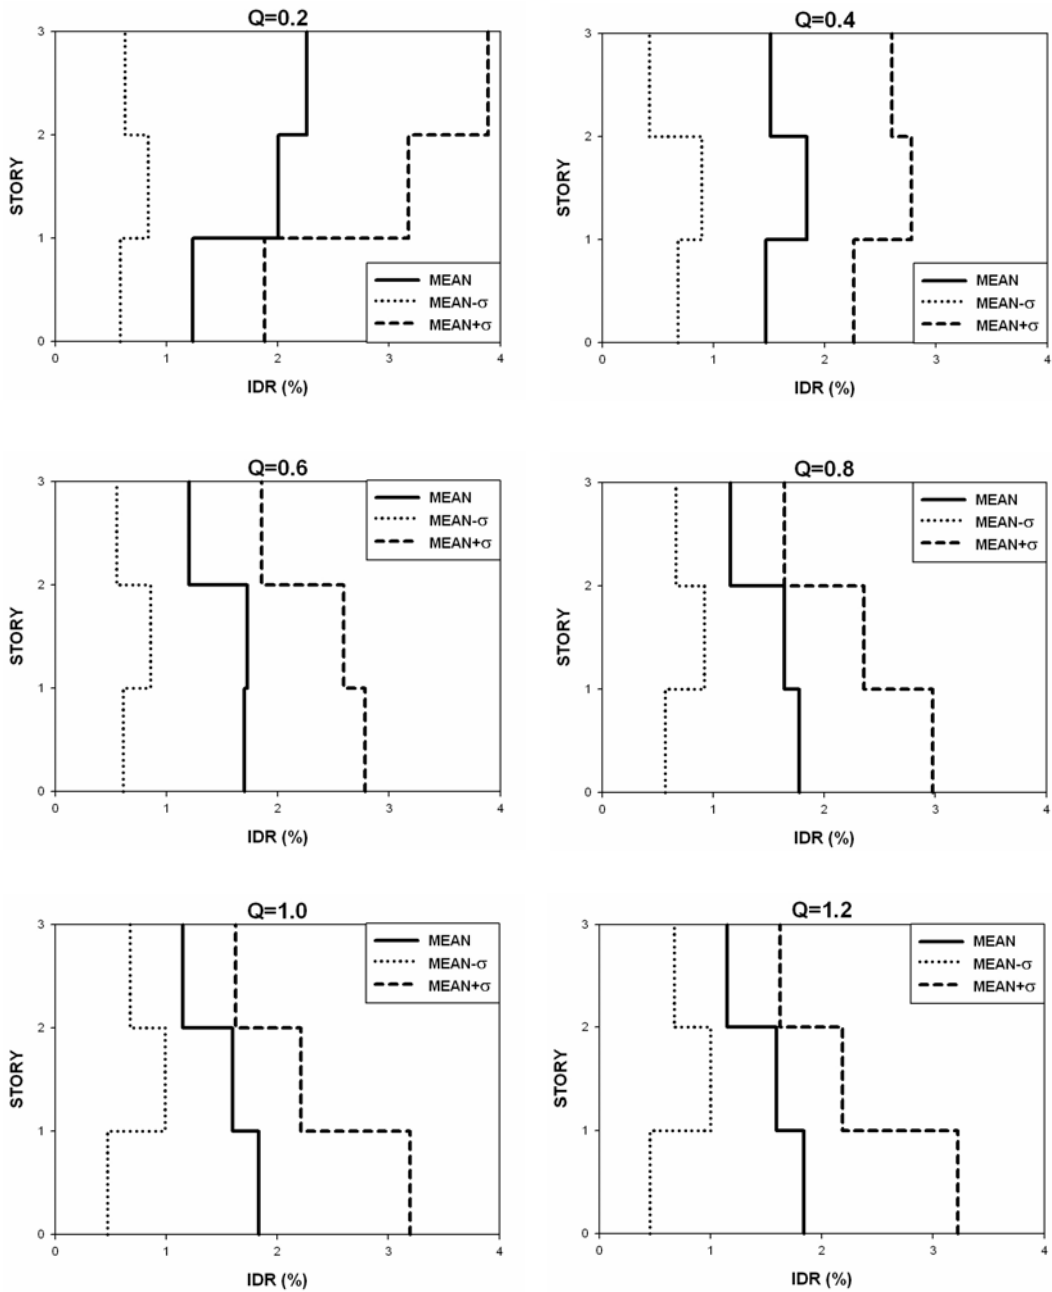 Q=0.2
3
2
1
0
STORY
MEAN
MEAN-σ
MEAN+σ
0 1 2 3 4
IDR (%)
Q=0.4
3
2
1
0
STORY
MEAN
MEAN-σ
MEAN+σ
0 1 2 3 4
IDR (%)
Q=0.6
3
2
1
0
STORY
MEAN
MEAN-σ
MEAN+σ
0 1 2 3 4
IDR (%)
Q=0.8
3
2
1
0
STORY
MEAN
MEAN-σ
MEAN+σ
0 1 2 3 4
IDR (%)
Q=1.0
3
2
1
0
STORY
MEAN
MEAN-σ
MEAN+σ
0 1 2 3 4
IDR (%)
Q=1.2
3
2
1
0
STORY
MEAN
MEAN-σ
MEAN+σ
0 1 2 3 4
IDR (%)